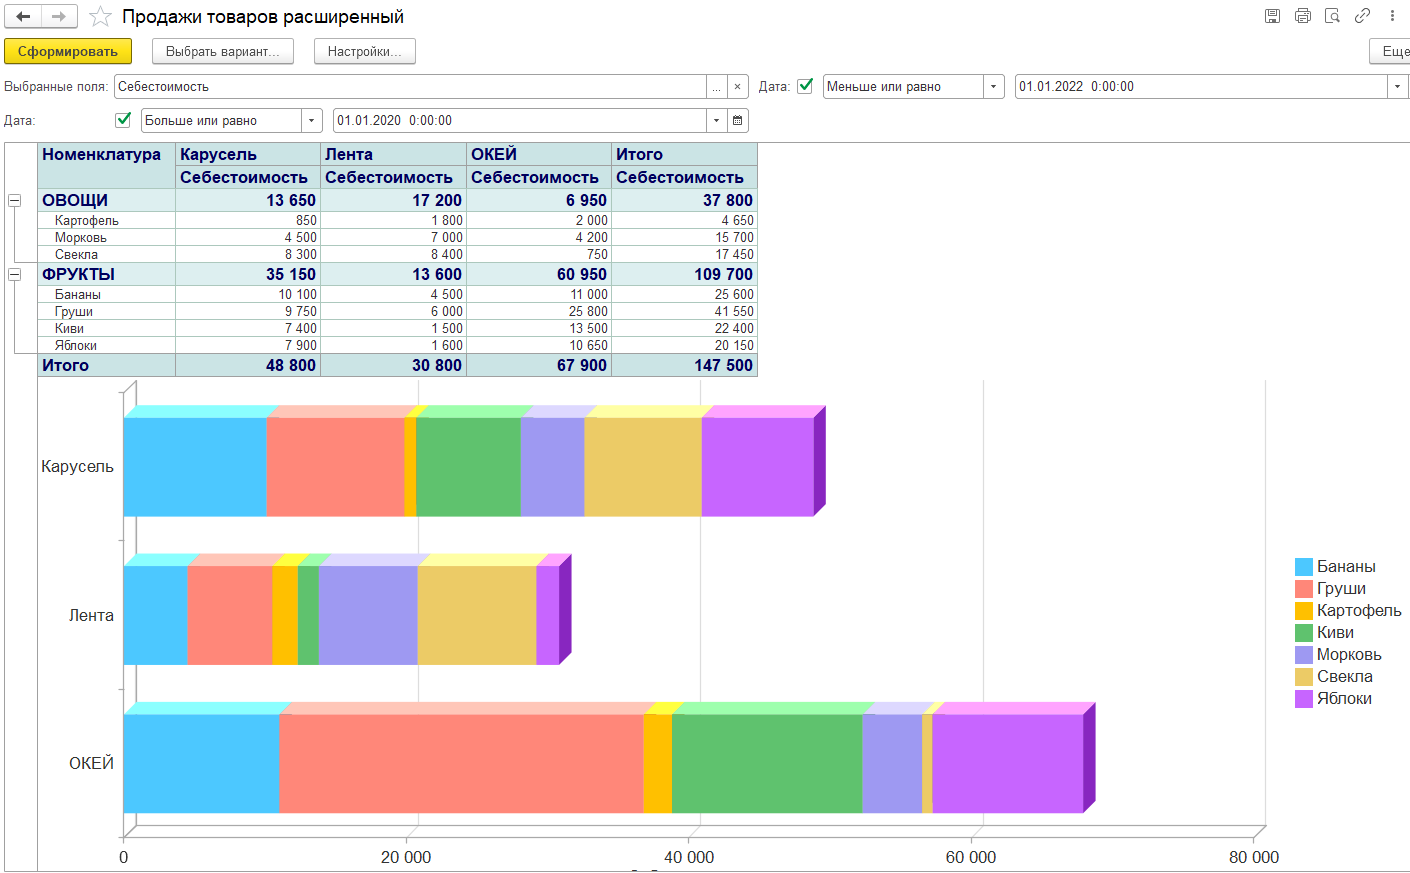 Продажи товаров расширенный
Сформировать Выбрать вариант... Настройки... Еще
Выбранные поля: Себестоимость ... × Дата: Меньше или равно 01.01.2022 0:00:00
Дата: Больше или равно 01.01.2020 0:00:00
Номенклатура Карусель Лента ОКЕЙ Итого
Себестоимость Себестоимость Себестоимость Себестоимость
ОВОЩИ 13 650 17 200 6 950 37 800
Картофель 850 1 800 2 000 4 650
Морковь 4 500 7 000 4 200 15 700
Свекла 8 300 8 400 750 17 450
ФРУКТЫ 35 150 13 600 60 950 109 700
Бананы 10 100 4 500 11 000 25 600
Груши 9 750 6 000 25 800 41 550
Киви 7 400 1 500 13 500 22 400
Яблоки 7 900 1 600 10 650 20 150
Итого 48 800 30 800 67 900 147 500
Карусель
Лента
ОКЕЙ
0 20 000 40 000 60 000 80 000
Бананы
Груши
Картофель
Киви
Морковь
Свекла
Яблоки